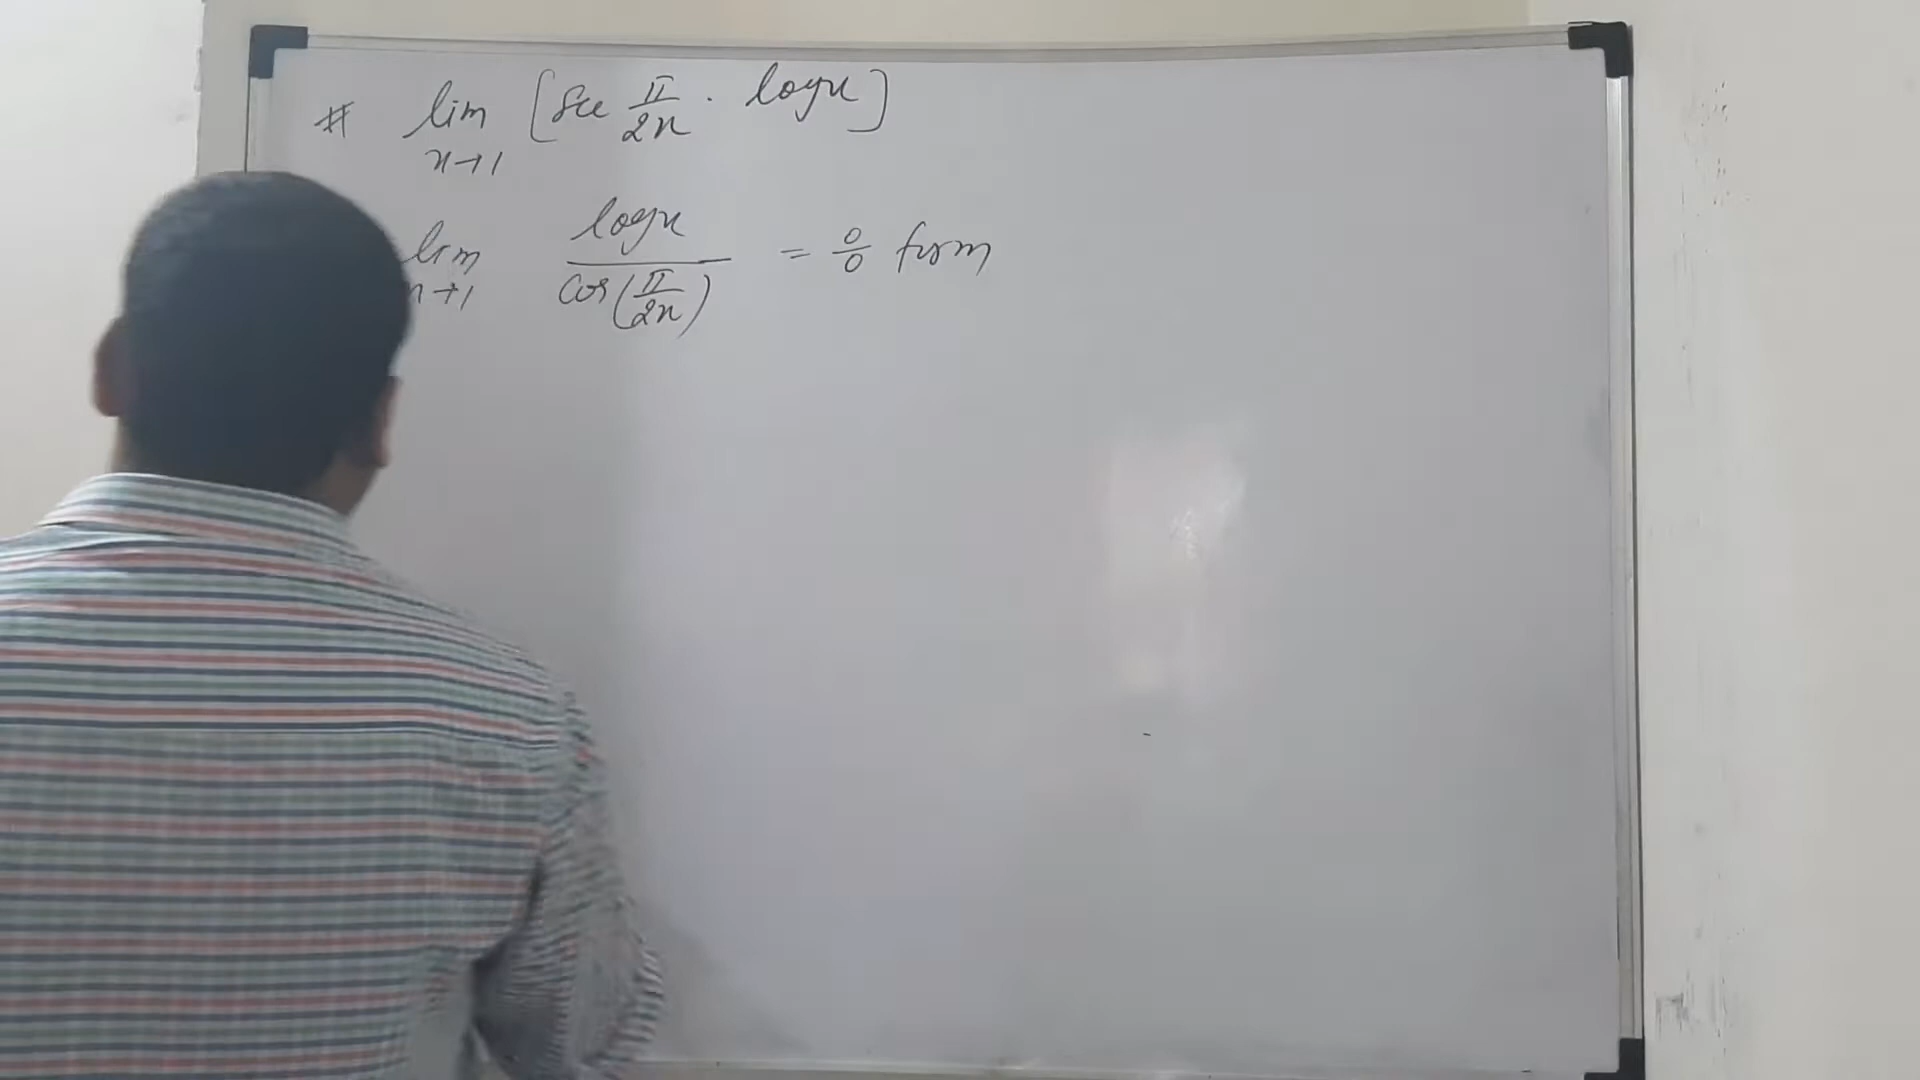 # lim [sec π/2x . logx]
x→1
lim logx / cos(π/2x) = 0/0 form
x→1